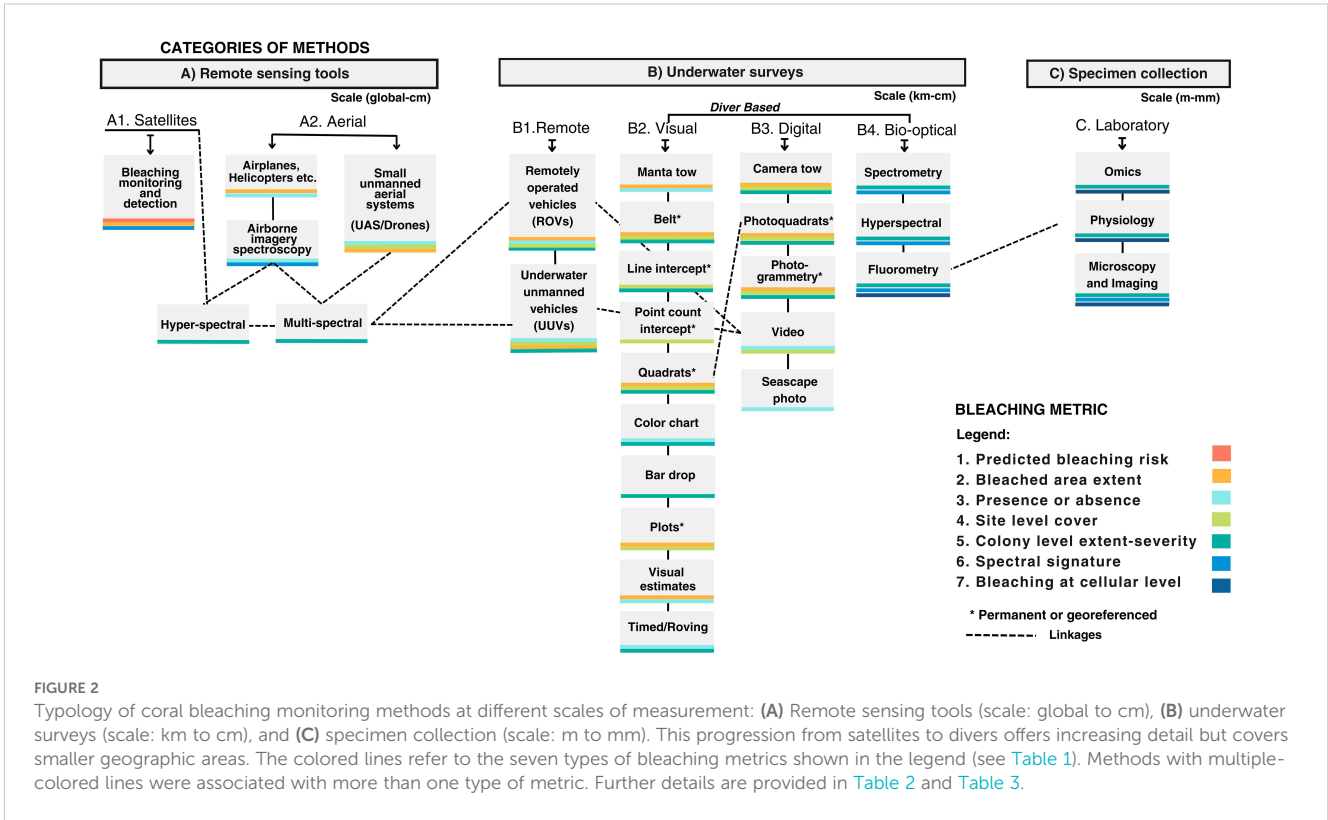 CATEGORIES OF METHODS
A) Remote sensing tools
Scale (global-cm)
A1. Satellites
A2. Aerial
Bleaching
monitoring
and
detection
Airplanes,
Helicopters etc.
Airborne
imagery
spectroscopy
Small
unmanned
aerial
systems
(UAS/Drones)
Hyper-spectral
Multi-spectral
B) Underwater surveys
Scale (km-cm)
Diver Based
B1.Remote
B2. Visual
B3. Digital
B4. Bio-optical
Remotely
operated
vehicles
(ROVs)
Underwater
unmanned
vehicles
(UUVs)
Manta tow
Belt*
Line intercept*
Point count
intercept*
Quadrats*
Color chart
Bar drop
Plots*
Visual
estimates
Timed/Roving
Camera tow
Photoquadrats*
Photo-
grammetry*
Video
Seascape
photo
Spectrometry
Hyperspectral
Fluorometry
C) Specimen collection
Scale (m-mm)
C. Laboratory
Omics
Physiology
Microscopy
and Imaging
BLEACHING METRIC
Legend:
1. Predicted bleaching risk
2. Bleached area extent
3. Presence or absence
4. Site level cover
5. Colony level extent-severity
6. Spectral signature
7. Bleaching at cellular level
* Permanent or georeferenced
Linkages
FIGURE 2
Typology of coral bleaching monitoring methods at different scales of measurement: (A) Remote sensing tools (scale: global to cm), (B) underwater
surveys (scale: km to cm), and (C) specimen collection (scale: m to mm). This progression from satellites to divers offers increasing detail but covers
smaller geographic areas. The colored lines refer to the seven types of bleaching metrics shown in the legend (see Table 1). Methods with multiple-
colored lines were associated with more than one type of metric. Further details are provided in Table 2 and Table 3.